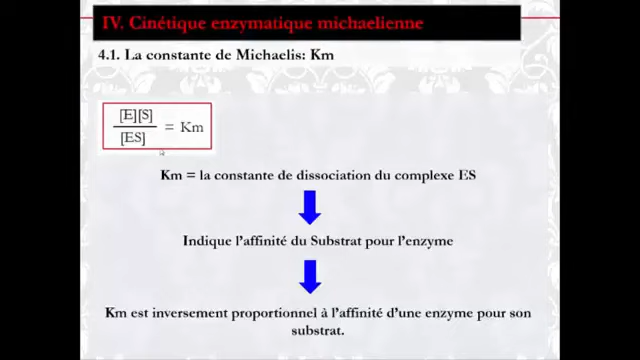 IV. Cinétique enzymatique michaelienne
4.1. La constante de Michaelis: Km
[E][S]
[ES]
= Km
Km = la constante de dissociation du complexe ES
Indique l'affinité du Substrat pour l'enzyme
Km est inversement proportionnel à l'affinité d'une enzyme pour son
substrat.